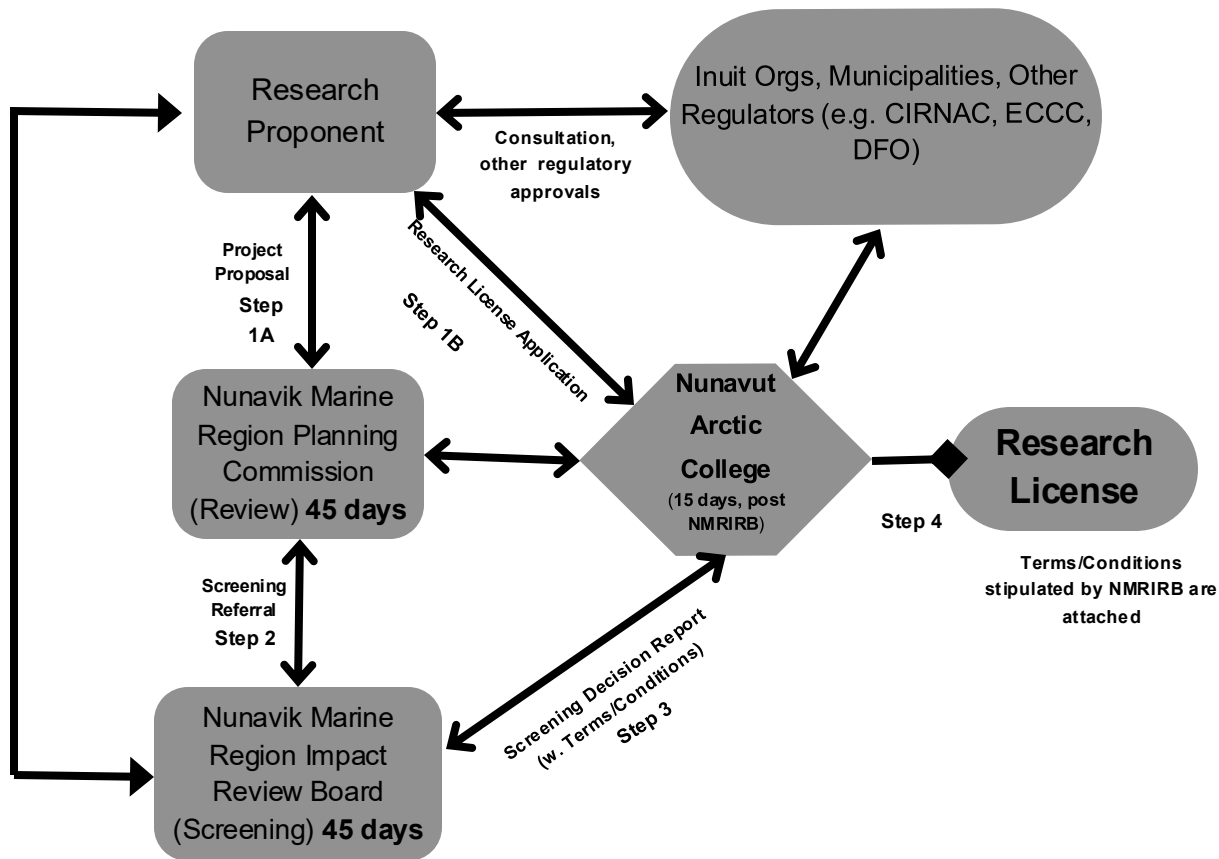 Research
Proponent
Inuit Orgs, Municipalities, Other
Regulators (e.g. CIRNAC, ECCC,
DFO)
Consultation,
other regulatory
approvals
Project
Proposal
Step
1A
Research License Application
Step 1B
Nunavik Marine
Region Planning
Commission
(Review) 45 days
Nunavut
Arctic
College
(15 days, post
NMRIRB)
Research
License
Step 4
Terms/Conditions
stipulated by NMRIRB are
attached
Screening
Referral
Step 2
Screening Decision Report
(w. Terms/Conditions)
Step 3
Nunavik Marine
Region Impact
Review Board
(Screening) 45 days